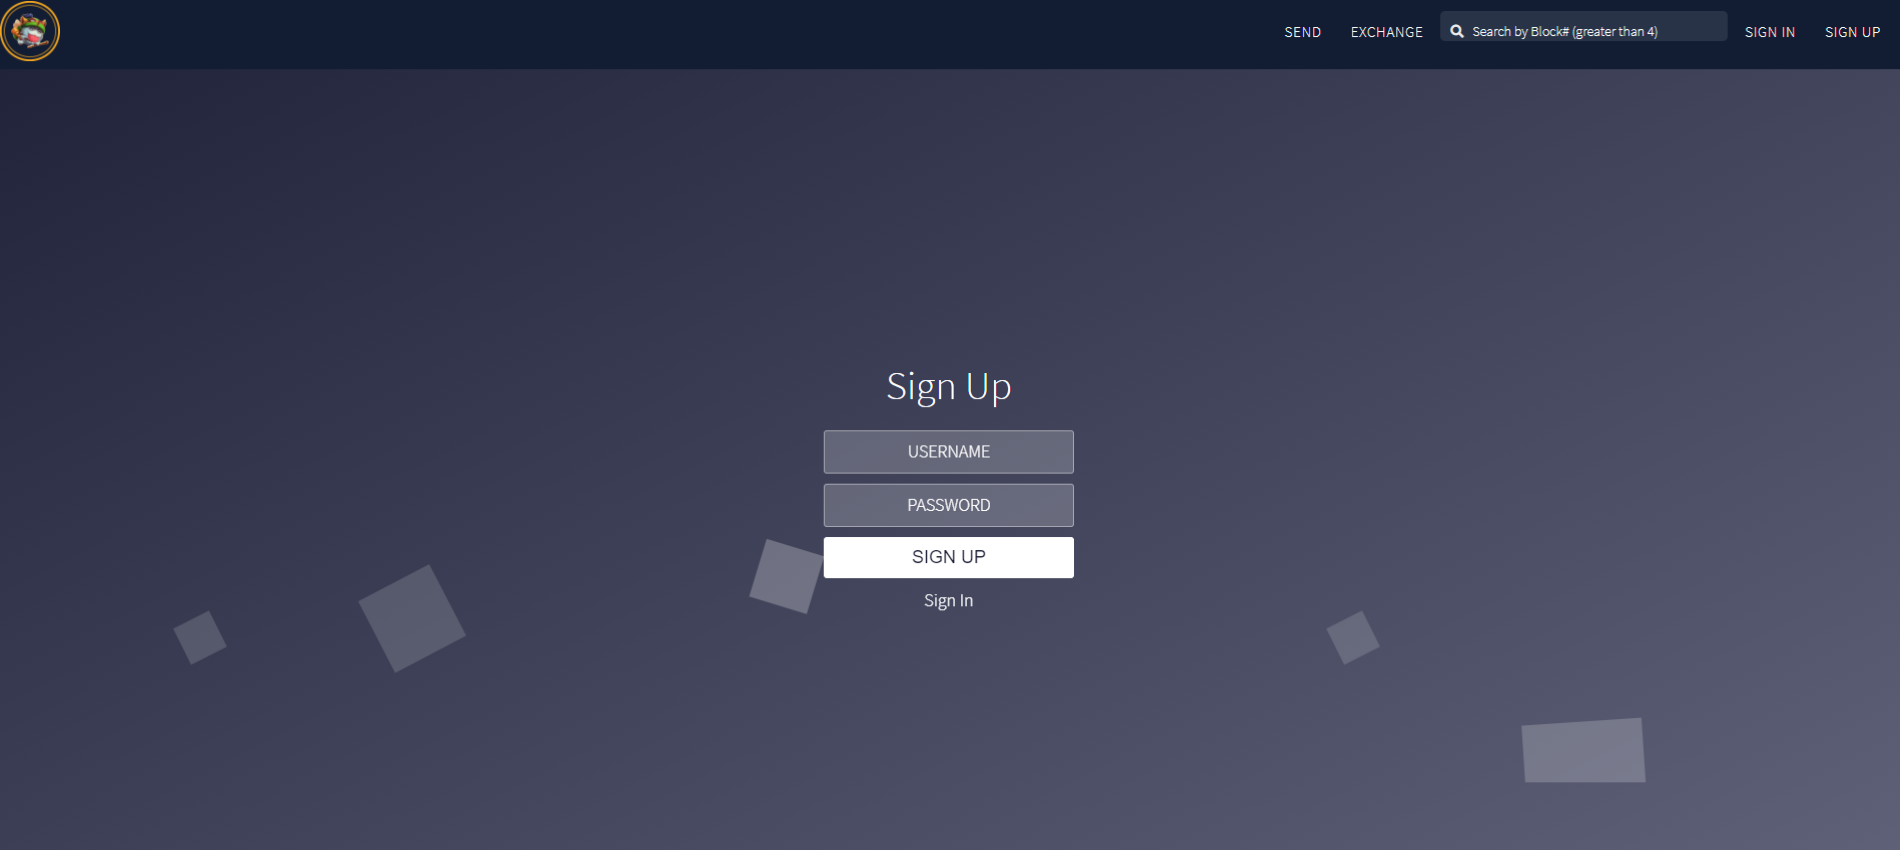 SEND EXCHANGE Search by Block# (greater than 4) SIGN IN SIGN UP
Sign Up
USERNAME
PASSWORD
SIGN UP
Sign In